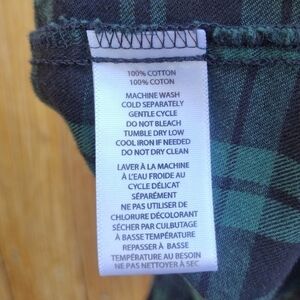 100% COTTON
100% COTON
MACHINE WASH
COLD SEPARATELY
GENTLE CYCLE
DO NOT BLEACH
TUMBLE DRY LOW
COOL IRON IF NEEDED
DO NOT DRY CLEAN
LAVER À LA MACHINE
À L'EAU FROIDE AU
CYCLE DÉLICAT
SÉPARÉMENT
NE PAS UTILISER DE
CHLORURE DÉCOLORANT
SÉCHER PAR CULBUTAGE
À BASSE TEMPÉRATURE
REPASSER À BASSE
TEMPÉRATURE AU BESOIN
NE PAS NETTOYER À SEC